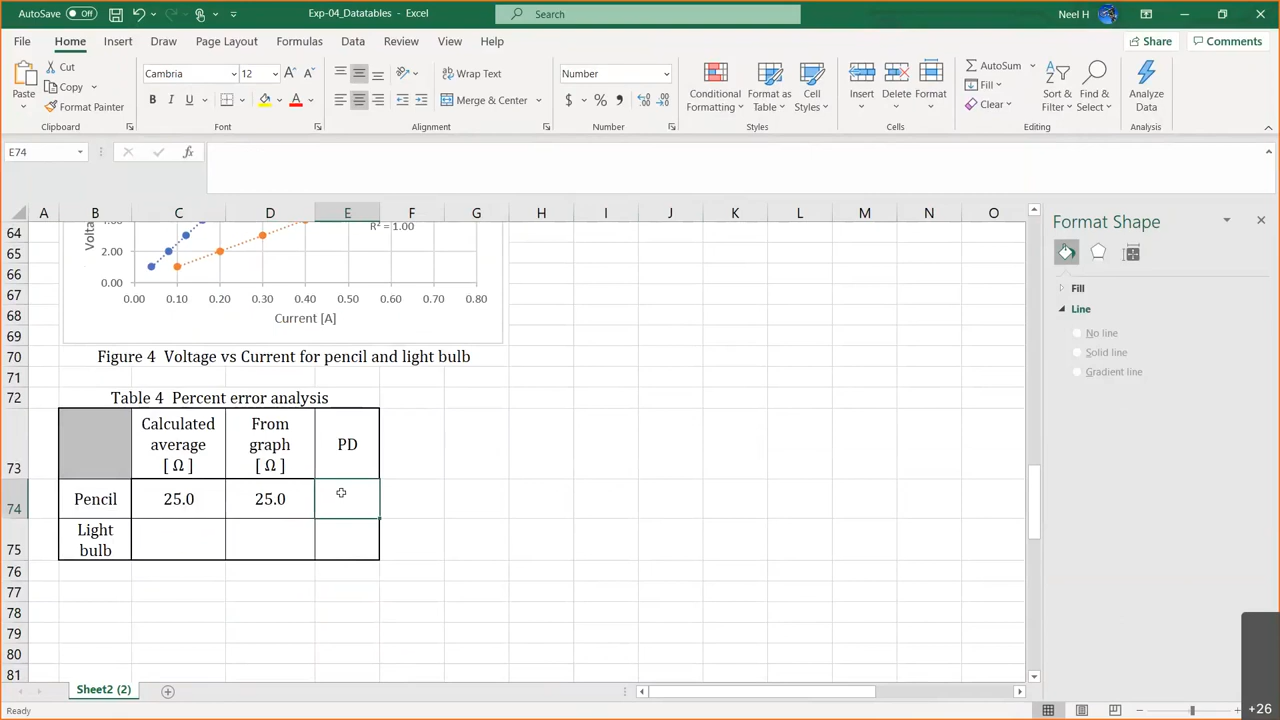 AutoSave Off
Exp-04_Datatables - Excel
Search
Neel H
File Home Insert Draw Page Layout Formulas Data Review View Help
Share Comments
Paste
Cut
Copy
Format Painter
Clipboard
Cambria 12
B I U A
Font
Wrap Text
Merge & Center
Alignment
Number
$ % ,
Number
Conditional Formatting
Format as Table
Cell Styles
Styles
Insert Delete Format
Cells
AutoSum
Fill
Clear
Sort & Filter
Find & Select
Editing
Analyze Data
Analysis
E74 fx
A B C D E F G H I J K L M N O
64
65
66
67
68
69
70
71
72
73
74
75
76
77
78
79
80
81
R² = 1.00
2.00
0.00
0.00 0.10 0.20 0.30 0.40 0.50 0.60 0.70 0.80
Current [A]
Figure 4 Voltage vs Current for pencil and light bulb
Table 4 Percent error analysis
Calculated average [ Ω ]
From graph [ Ω ]
PD
Pencil 25.0 25.0
Light bulb
Format Shape
Fill
Line
No line
Solid line
Gradient line
Sheet2 (2)
Ready
+26